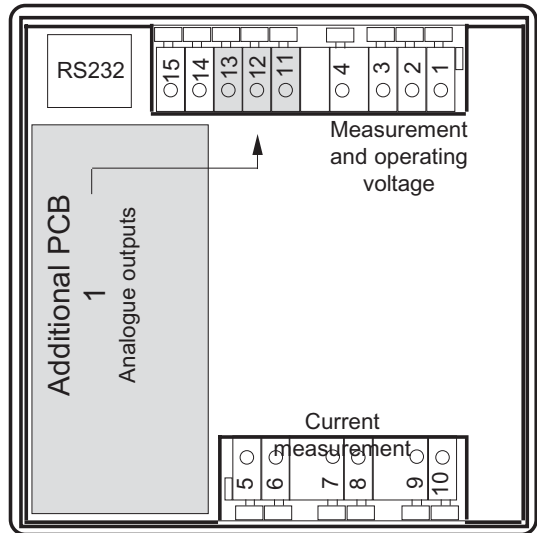 RS232
15 14 13 12 11 4 3 2 1
Measurement
and operating
voltage
Additional PCB
1
Analogue outputs
Current
measurement
5 6 7 8 9 10